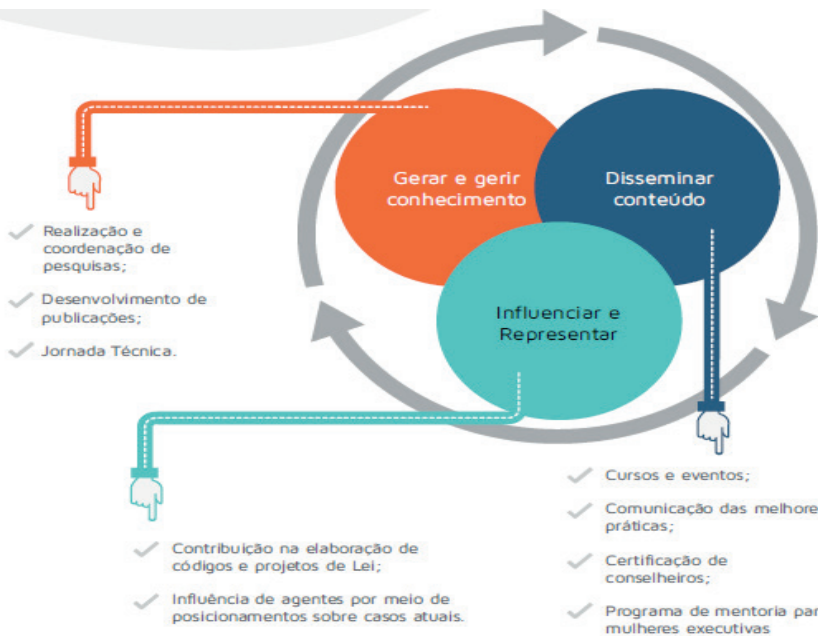 Gerar e gerir
conhecimento
Disseminar
conteúdo
Influenciar e
Representar
Realização e
coordenação de
pesquisas;
Desenvolvimento de
publicações;
Jornada Técnica.
Contribuição na elaboração de
códigos e projetos de Lei;
Influência de agentes por meio de
posicionamentos sobre casos atuais.
Cursos e eventos;
Comunicação das melhore
práticas;
Certificação de
conselheiros;
Programa de mentoria par
mulheres executivas